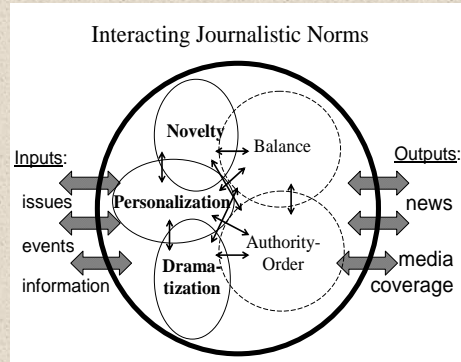 Interacting Journalistic Norms
Novelty
Balance
Inputs:
Outputs:
Personalization
issues
news
events
Authority-
Order
Drama-
tization
information
media
coverage